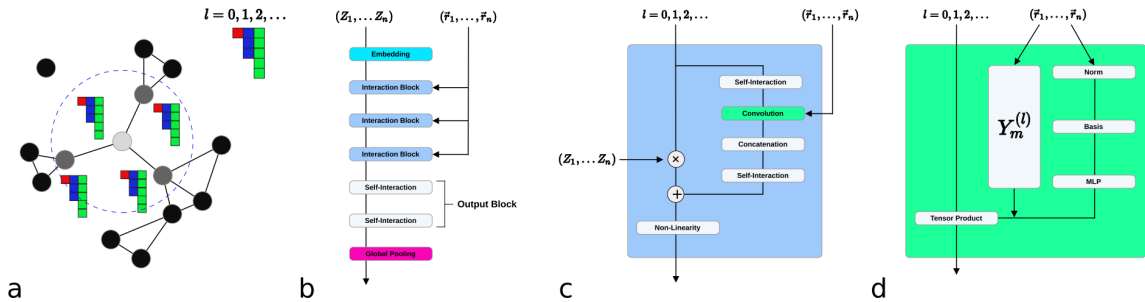 l = 0, 1, 2, . . .
a
(Z₁, . . . Zₙ)
(r⃗₁, . . . , r⃗ₙ)
Embedding
Interaction Block
Interaction Block
Interaction Block
Self-Interaction
Self-Interaction
Output Block
Global Pooling
b
l = 0, 1, 2, . . .
(r⃗₁, . . . , r⃗ₙ)
Self-Interaction
Convolution
Concatenation
Self-Interaction
(Z₁, . . . Zₙ)
×
+
Non-Linearity
c
l = 0, 1, 2, . . .
(r⃗₁, . . . , r⃗ₙ)
Norm
Yₘ⁽ˡ⁾
Basis
MLP
Tensor Product
d